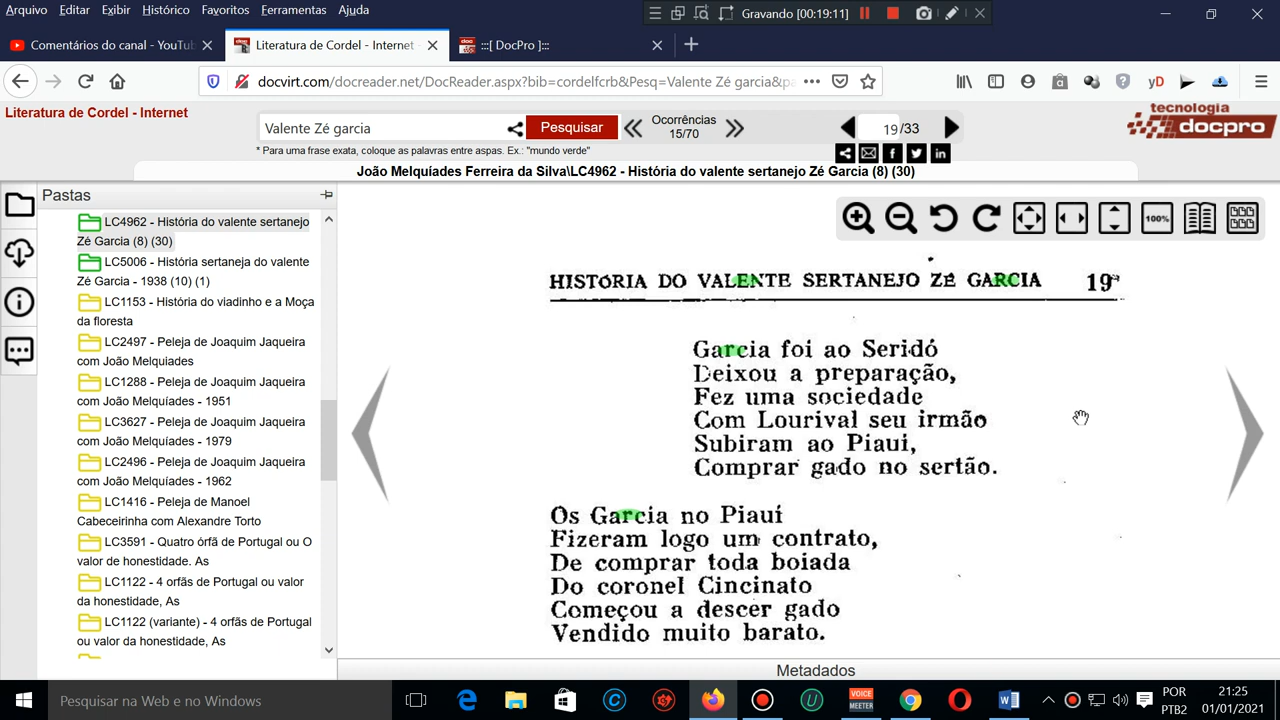 Arquivo Editar Exibir Histórico Favoritos Ferramentas Ajuda
Gravando [00:19:11]
Comentários do canal - YouTu
Literatura de Cordel - Internet -
:::[ DocPro ]:::
docvirt.com/docreader.net/DocReader.aspx?bib=cordelfcrb&Pesq=Valente Zé garcia&pa
Literatura de Cordel - Internet
Valente Zé garcia
Pesquisar
Ocorrências
15/70
19 /33
* Para uma frase exata, coloque as palavras entre aspas. Ex.: "mundo verde"
tecnologia
docpro
João Melquíades Ferreira da Silva\LC4962 - História do valente sertanejo Zé Garcia (8) (30)
Pastas
LC4962 - História do valente sertanejo
Zé Garcia (8) (30)
LC5006 - História sertaneja do valente
Zé Garcia - 1938 (10) (1)
LC1153 - História do viadinho e a Moça
da floresta
LC2497 - Peleja de Joaquim Jaqueira
com João Melquiades
LC1288 - Peleja de Joaquim Jaqueira
com João Melquíades - 1951
LC3627 - Peleja de Joaquim Jaqueira
com João Melquíades - 1979
LC2496 - Peleja de Joaquim Jaqueira
com João Melquíades - 1962
LC1416 - Peleja de Manoel
Cabeceirinha com Alexandre Torto
LC3591 - Quatro órfã de Portugal ou O
valor de honestidade. As
LC1122 - 4 orfãs de Portugal ou valor
da honestidade, As
LC1122 (variante) - 4 orfãs de Portugal
ou valor da honestidade, As
100%
HISTORIA DO VALENTE SERTANEJO ZÉ GARCIA 19
Garcia foi ao Seridó
Deixou a preparação,
Fez uma sociedade
Com Lourival seu irmão
Subiram ao Piaui,
Comprar gado no sertão.
Os Garcia no Piauí
Fizeram logo um contrato,
De comprar toda boiada
Do coronel Cincinato
Começou a descer gado
Vendido muito barato.
Metadados
Pesquisar na Web e no Windows
VOICE
MEETER
POR
PTB2
21:25
01/01/2021